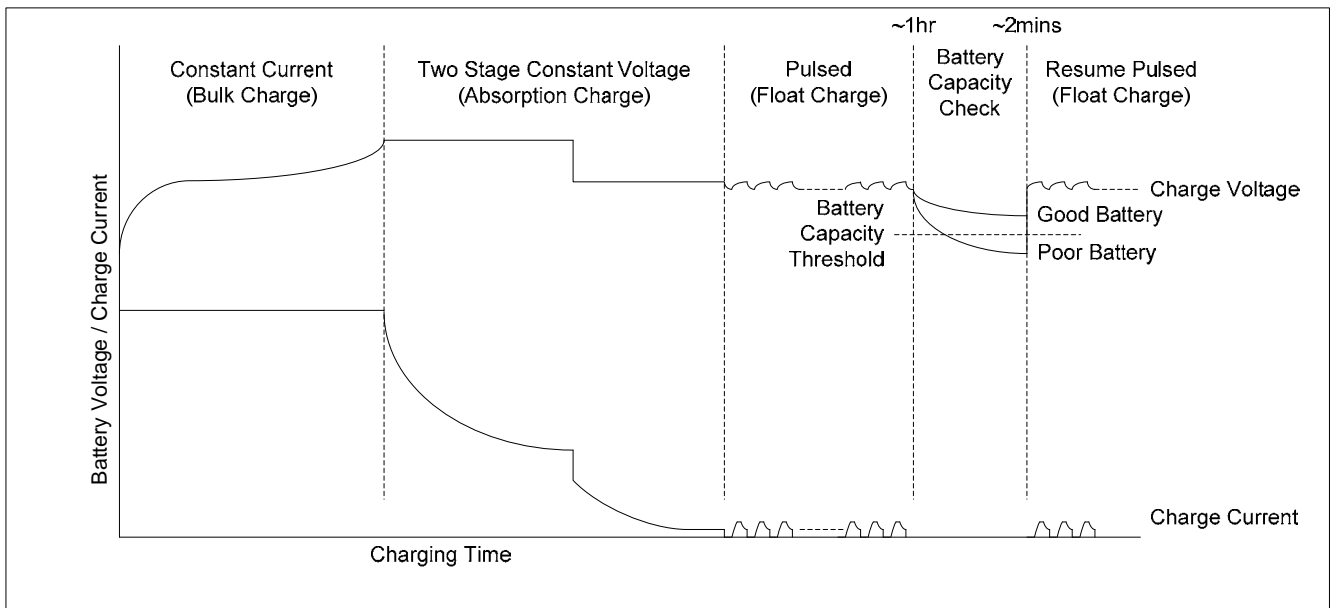 ~1hr
~2mins
Constant Current
(Bulk Charge)
Two Stage Constant Voltage
(Absorption Charge)
Pulsed
(Float Charge)
Battery
Capacity
Check
Resume Pulsed
(Float Charge)
Battery Voltage / Charge Current
Charge Voltage
Battery
Capacity
Threshold
Good Battery
Poor Battery
Charge Current
Charging Time